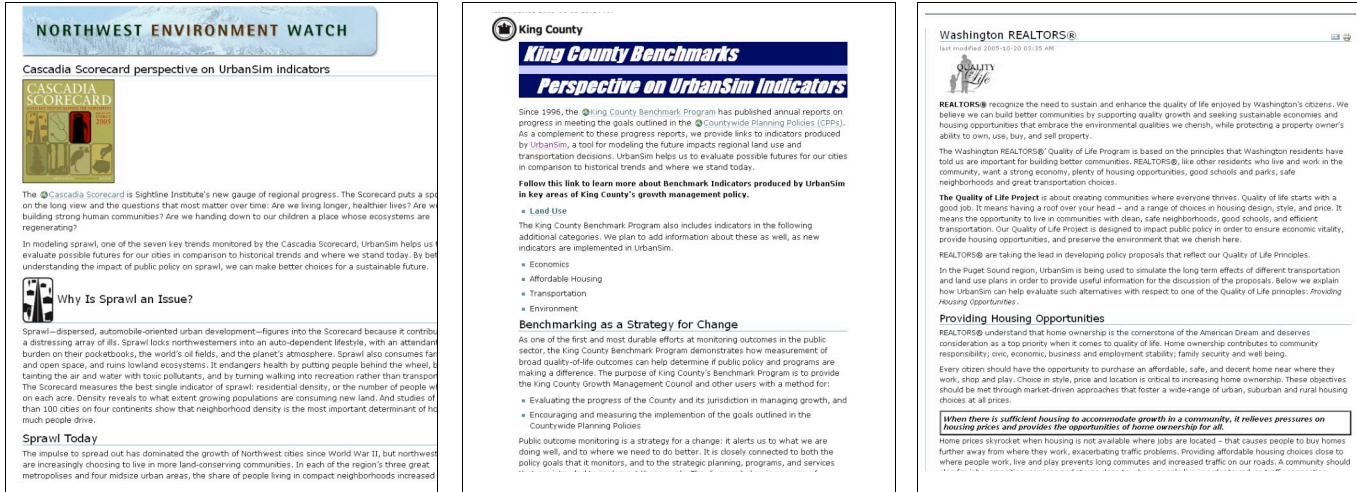 NORTHWEST ENVIRONMENT WATCH
Cascadia Scorecard perspective on UrbanSim indicators
CASCADIA
SCORECARD
2005
The Cascadia Scorecard is Sightline Institute's new gauge of regional progress. The Scorecard puts a spo
on the long view and the questions that most matter over time: Are we living longer, healthier lives? Are we
building strong human communities? Are we handing down to our children a place whose ecosystems are
regenerating?
In modeling sprawl, one of the seven key trends monitored by the Cascadia Scorecard, UrbanSim helps us t
evaluate possible futures for our cities in comparison to historical trends and where we stand today. By bet
understanding the impact of public policy on sprawl, we can make better choices for a sustainable future.
Why Is Sprawl an Issue?
Sprawl—dispersed, automobile-oriented urban development—figures into the Scorecard because it contribu
a distressing array of ills. Sprawl locks northwesterners into an auto-dependent lifestyle, with an attendant
burden on their pocketbooks, the world's oil fields, and the planet's atmosphere. Sprawl also consumes far
and open space, and ruins lowland ecosystems. It endangers health by putting people behind the wheel, b
tainting the air and water with toxic pollutants, and by turning walking into recreation rather than transpor
The Scorecard measures the best single indicator of sprawl: residential density, or the number of people wh
on each acre. Density reveals to what extent growing populations are consuming new land. And studies of
than 100 cities on four continents show that neighborhood density is the most important determinant of ho
much people drive.
Sprawl Today
The impulse to spread out has dominated the growth of Northwest cities since World War II, but northwest
are increasingly choosing to live in more land-conserving communities. In each of the region's three great
metropolises and four midsize urban areas, the share of people living in compact neighborhoods increased
King County
King County Benchmarks
Perspective on UrbanSim Indicators
Since 1996, the King County Benchmark Program has published annual reports on
progress in meeting the goals outlined in the Countywide Planning Policies (CPPs).
As a complement to these progress reports, we provide links to indicators produced
by UrbanSim, a tool for modeling the future impacts regional land use and
transportation decisions. UrbanSim helps us to evaluate possible futures for our cities
in comparison to historical trends and where we stand today.
Follow this link to learn more about Benchmark Indicators produced by UrbanSim
in key areas of King County's growth management policy.
Land Use
The King County Benchmark Program also includes indicators in the following
additional categories. We plan to add information about these as well, as new
indicators are implemented in UrbanSim.
Economics
Affordable Housing
Transportation
Environment
Benchmarking as a Strategy for Change
As one of the first and most durable efforts at monitoring outcomes in the public
sector, the King County Benchmark Program demonstrates how measurement of
broad quality-of-life outcomes can help determine if public policy and programs are
making a difference. The purpose of King County's Benchmark Program is to provide
the King County Growth Management Council and other users with a method for:
Evaluating the progress of the County and its jurisdiction in managing growth, and
Encouraging and measuring the implemention of the goals outlined in the
Countywide Planning Policies
Public outcome monitoring is a strategy for a change: it alerts us to what we are
doing well, and to where we need to do better. It is closely connected to both the
policy goals that it monitors, and to the strategic planning, programs, and services
Washington REALTORS®
last modified 2005-10-20 03:35 AM
QUALITY
Life
REALTORS® recognize the need to sustain and enhance the quality of life enjoyed by Washington's citizens. We
believe we can build better communities by supporting quality growth and seeking sustainable economies and
housing opportunities that embrace the environmental qualities we cherish, while protecting a property owner's
ability to own, use, buy, and sell property.
The Washington REALTORS®' Quality of Life Program is based on the principles that Washington residents have
told us are important for building better communities. REALTORS®, like other residents who live and work in the
community, want a strong economy, plenty of housing opportunities, good schools and parks, safe
neighborhoods and great transportation choices.
The Quality of Life Project is about creating communities where everyone thrives. Quality of life starts with a
good job. It means having a roof over your head – and a range of choices in housing design, style, and price. It
means the opportunity to live in communities with clean, safe neighborhoods, good schools, and efficient
transportation. Our Quality of Life Project is designed to impact public policy in order to ensure economic vitality,
provide housing opportunities, and preserve the environment that we cherish here.
REALTORS® are taking the lead in developing policy proposals that reflect our Quality of Life Principles.
In the Puget Sound region, UrbanSim is being used to simulate the long term effects of different transportation
and land use plans in order to provide useful information for the discussion of the proposals. Below we explain
how UrbanSim can help evaluate such alternatives with respect to one of the Quality of Life principles: Providing
Housing Opportunities.
Providing Housing Opportunities
REALTORS® understand that home ownership is the cornerstone of the American Dream and deserves
consideration as a top priority when it comes to quality of life. Home ownership contributes to community
responsibility; civic, economic, business and employment stability; family security and well being.
Every citizen should have the opportunity to purchase an affordable, safe, and decent home near where they
work, shop and play. Choice in style, price and location is critical to increasing home ownership. These objectives
should be met through market-driven approaches that foster a wide-range of urban, suburban and rural housing
choices at all prices.
When there is sufficient housing to accommodate growth in a community, it relieves pressures on
housing prices and provides the opportunities of home ownership for all.
Home prices skyrocket when housing is not available where jobs are located – that causes people to buy homes
further away from where they work, exacerbating traffic problems. Providing affordable housing choices close to
where people work, live and play prevents long commutes and increased traffic on our roads. A community should